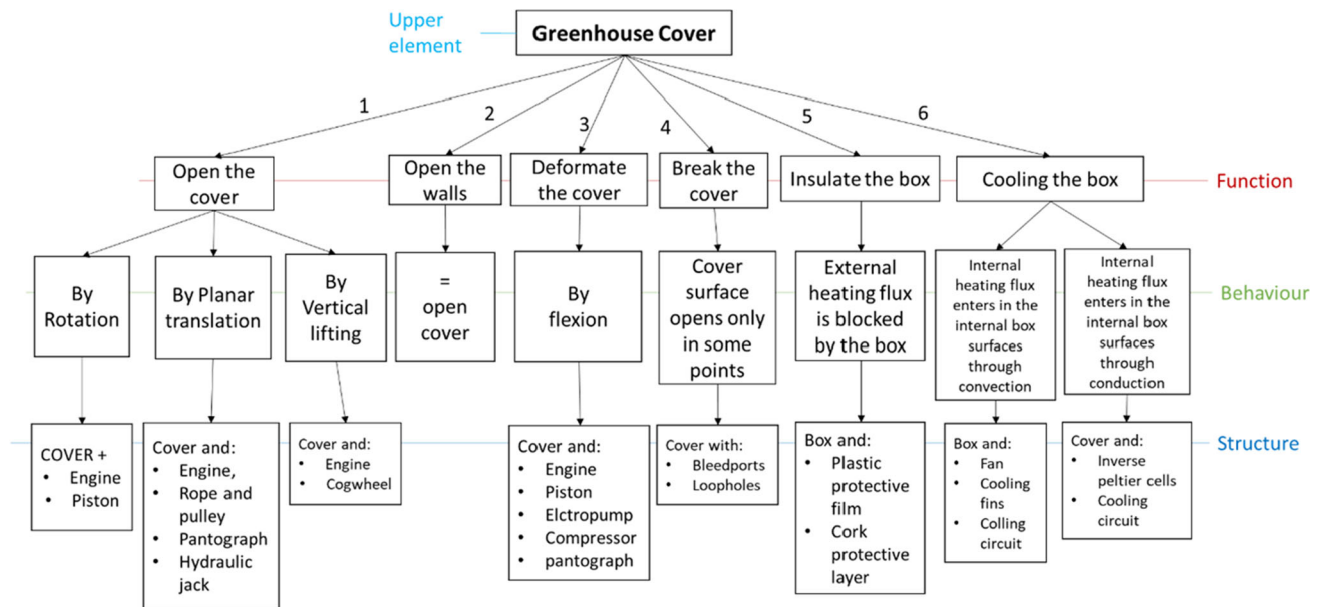 Upper
element
Greenhouse Cover
1
2
3
4
5
6
Open the
cover
Open the
walls
Deformate
the cover
Break the
cover
Insulate the box
Cooling the box
Function
By
Rotation
By Planar
translation
By
Vertical
lifting
=
open
cover
By
flexion
Cover
surface
opens only
in some
points
External
heating flux
is blocked
by the box
Internal
heating flux
enters in the
internal box
surfaces
through
convection
Internal
heating flux
enters in the
internal box
surfaces
through
conduction
Behaviour
COVER +
• Engine
• Piston
Cover and:
• Engine,
• Rope and
pulley
• Pantograph
• Hydraulic
jack
Cover and:
• Engine
• Cogwheel
Cover and:
• Engine
• Piston
• Elctropump
• Compressor
• pantograph
Cover with:
• Bleedports
• Loopholes
Box and:
• Plastic
protective
film
• Cork
protective
layer
Box and:
• Fan
• Cooling
fins
• Colling
circuit
Cover and:
• Inverse
peltier cells
• Cooling
circuit
Structure